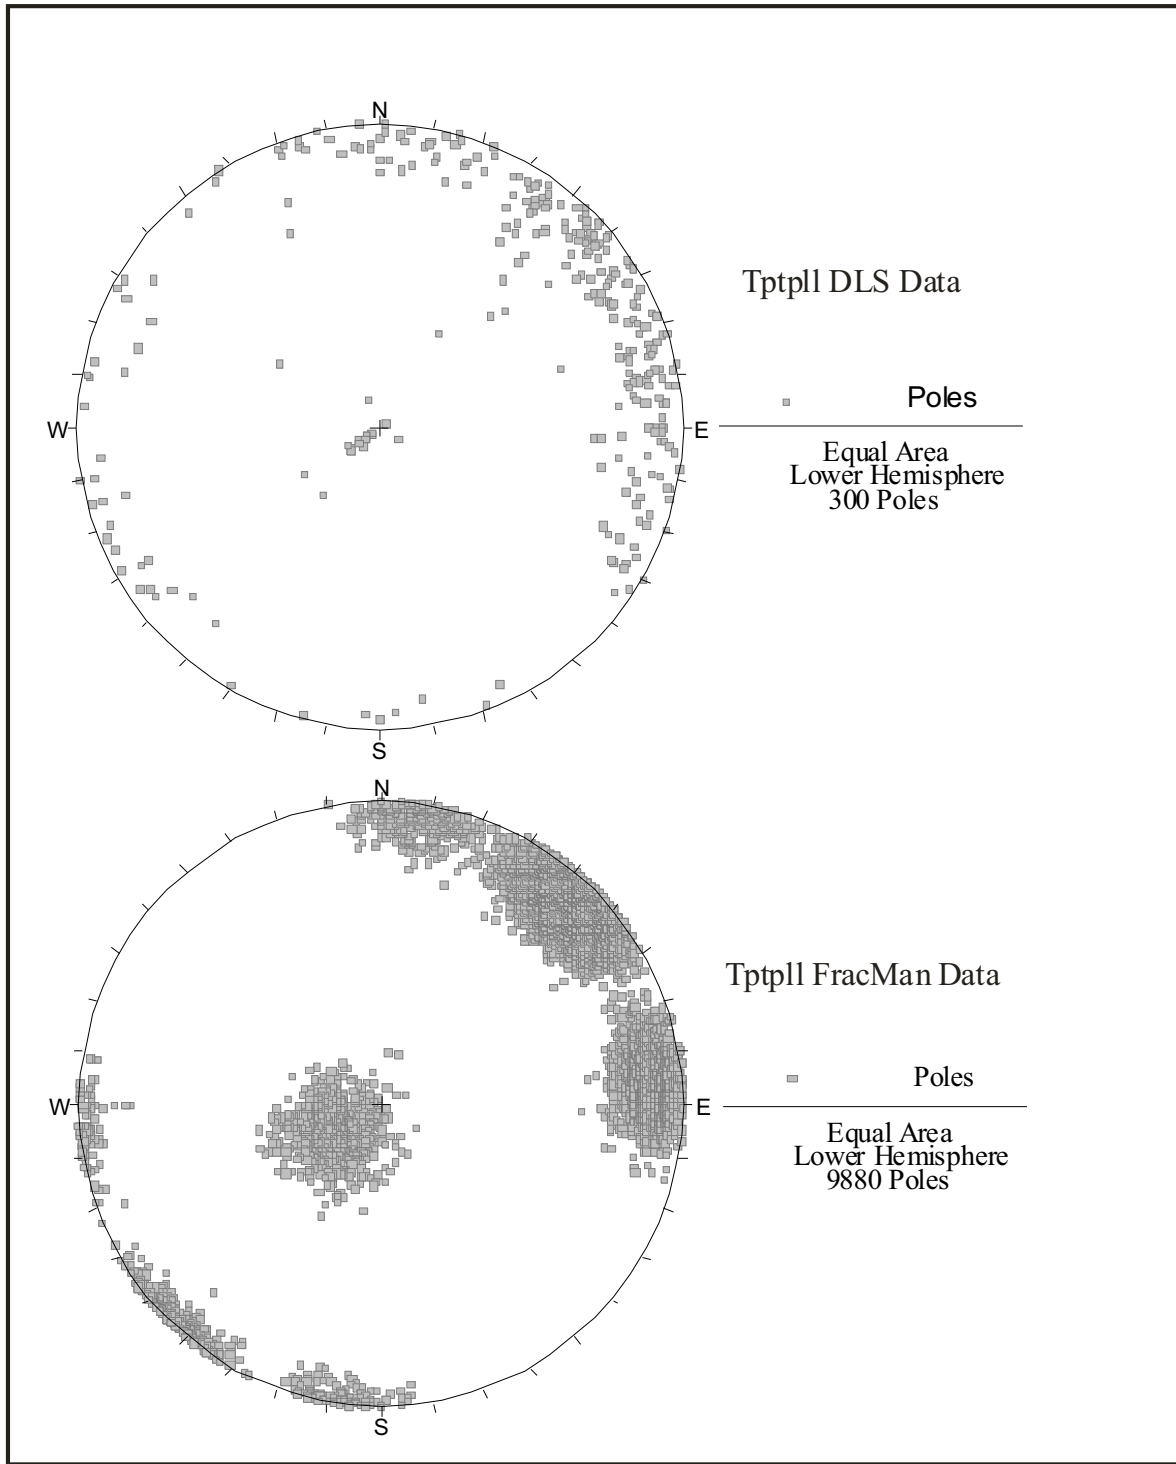 N
Tptpll DLS Data
Poles
W
E
Equal Area
Lower Hemisphere
300 Poles
S
N
Tptpll FracMan Data
Poles
W
E
Equal Area
Lower Hemisphere
9880 Poles
S